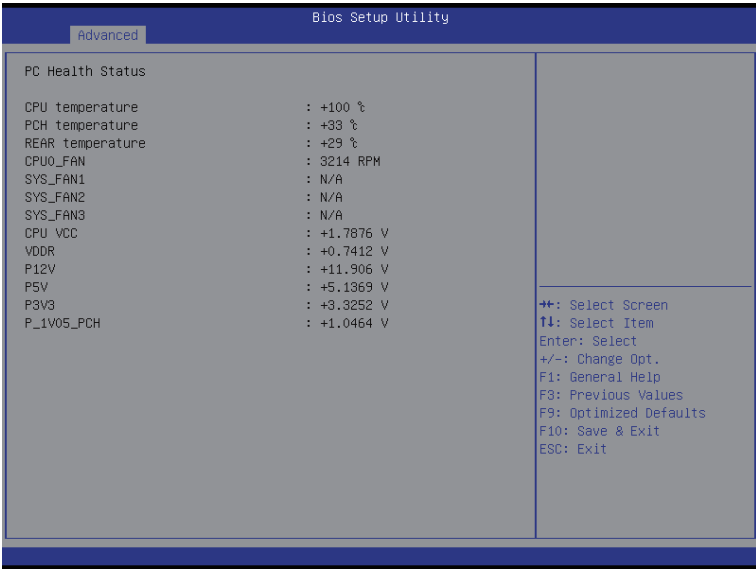 Bios Setup Utility
Advanced
PC Health Status
CPU temperature : +100 ℃
PCH temperature : +33 ℃
REAR temperature : +29 ℃
CPU0_FAN : 3214 RPM
SYS_FAN1 : N/A
SYS_FAN2 : N/A
SYS_FAN3 : N/A
CPU VCC : +1.7876 V
VDDR : +0.7412 V
P12V : +11.906 V
P5V : +5.1369 V
P3V3 : +3.3252 V
P_1V05_PCH : +1.0464 V
→←: Select Screen
↑↓: Select Item
Enter: Select
+/-: Change Opt.
F1: General Help
F3: Previous Values
F9: Optimized Defaults
F10: Save & Exit
ESC: Exit